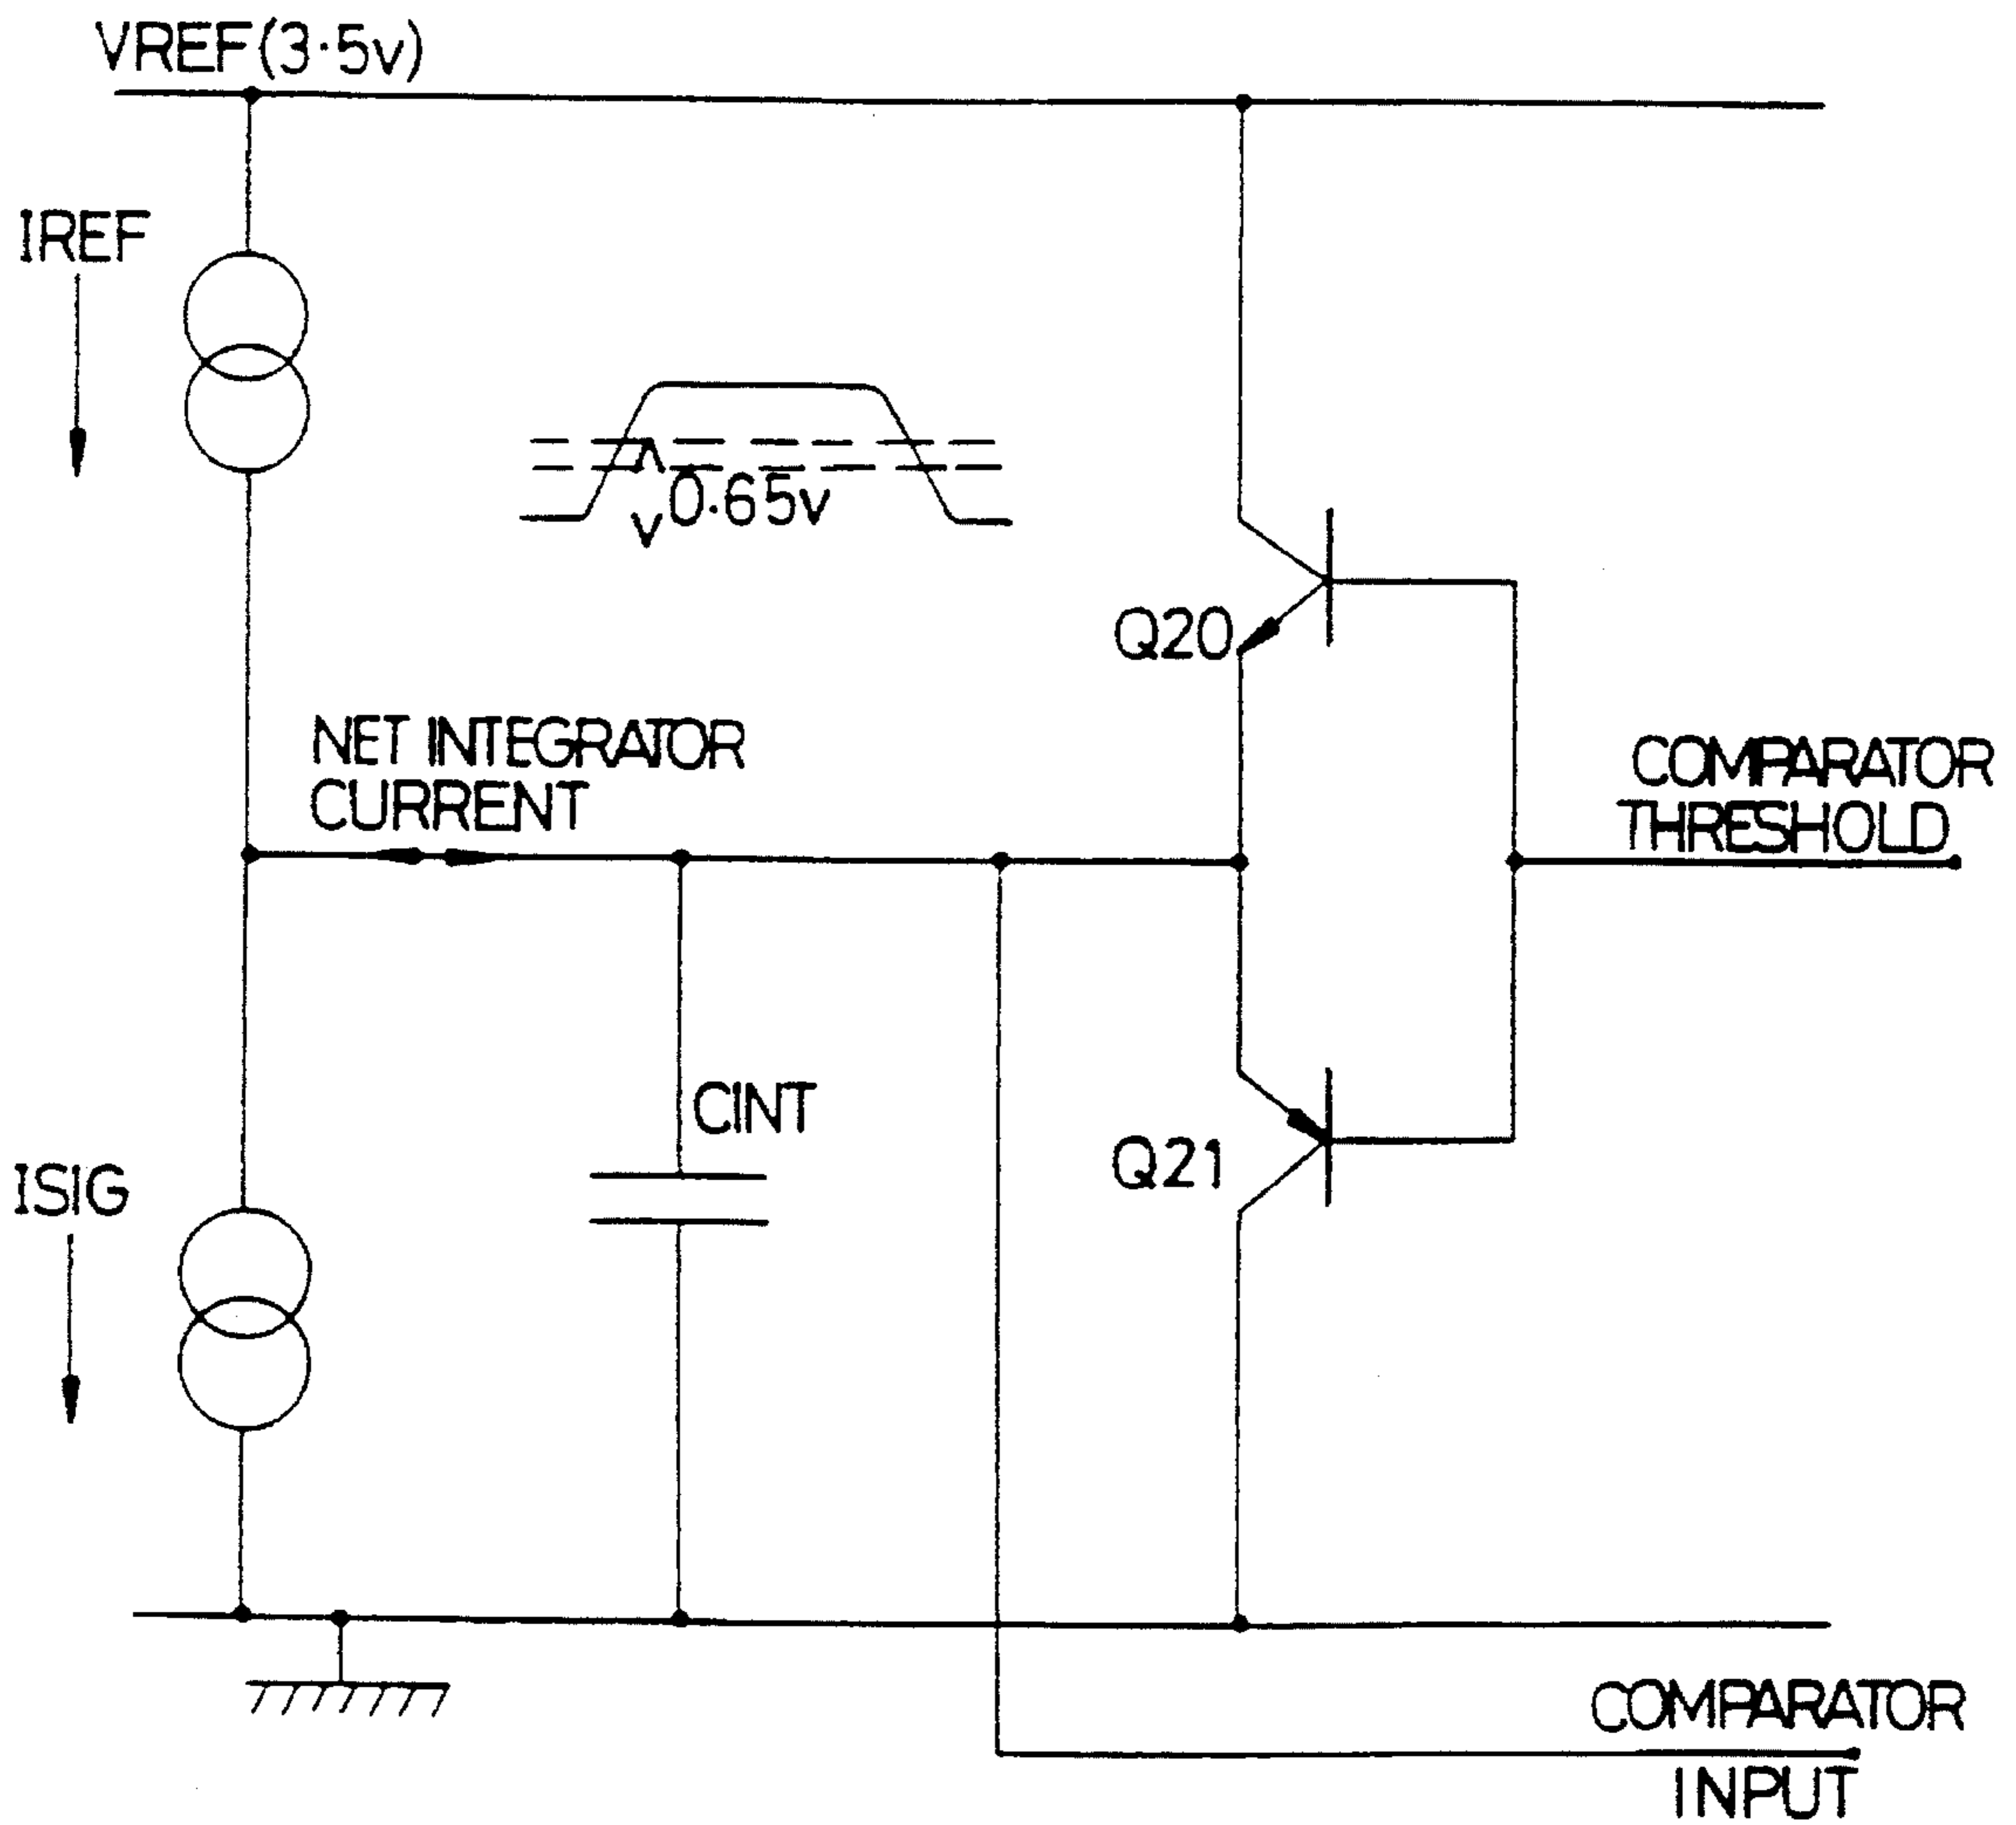 VREF(3·5v)
IREF
0.65v
Q20
NET INTEGRATOR
CURRENT
COMPARATOR
THRESHOLD
CINT
Q21
ISIG
COMPARATOR
INPUT